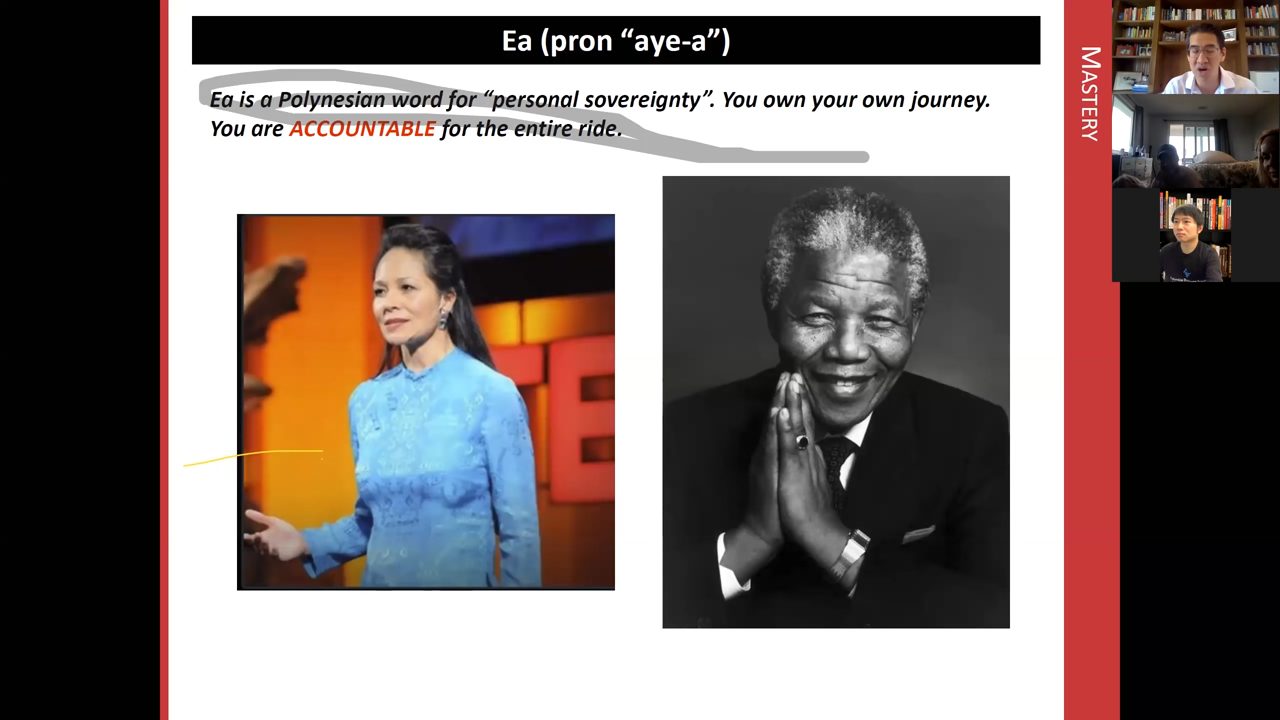 Ea (pron “aye-a”)
Ea is a Polynesian word for “personal sovereignty”. You own your own journey.
You are ACCOUNTABLE for the entire ride.
MASTERY
TE